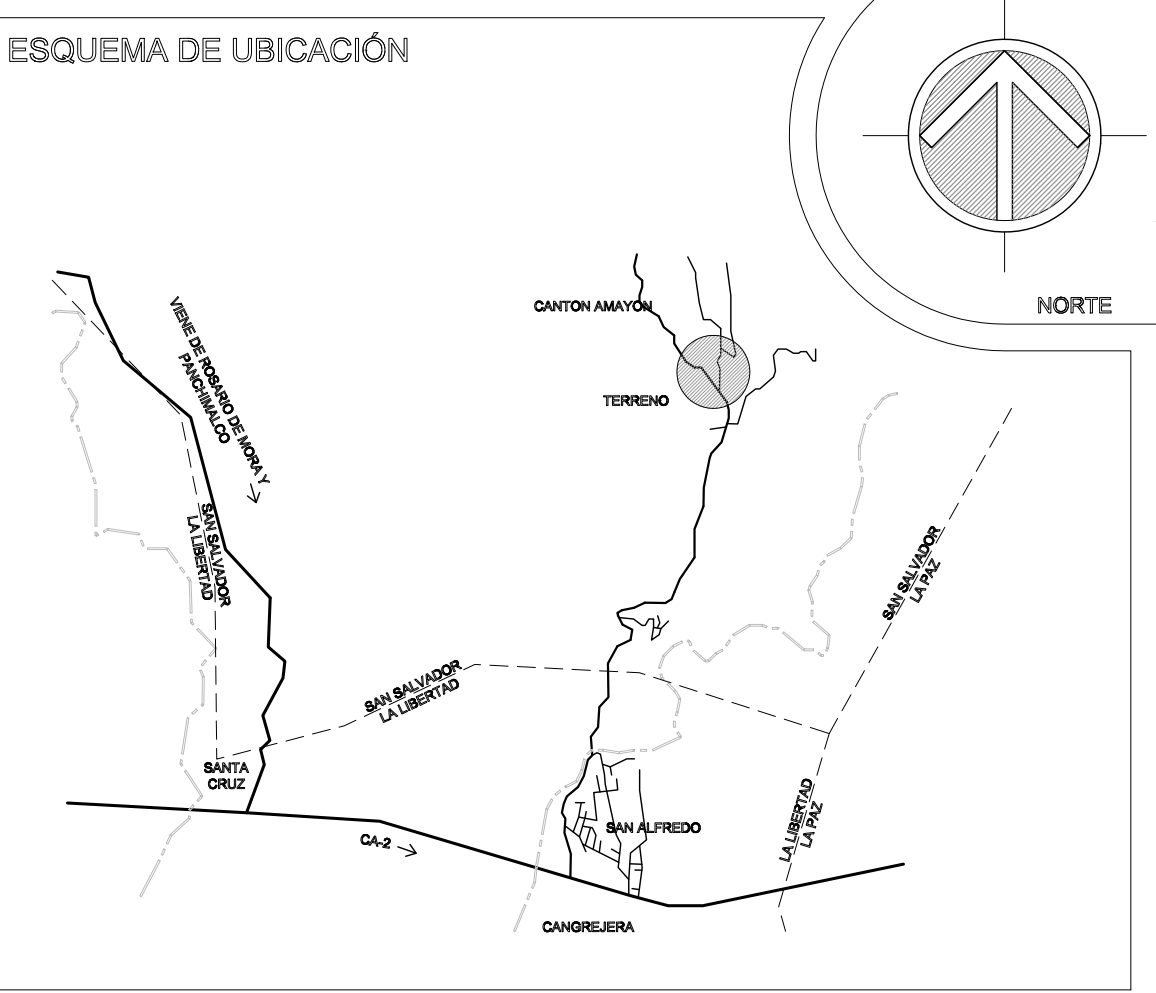 ESQUEMA DE UBICACIÓN
NORTE
CANTON AMAYON
VIENE DE ROSARIO DE MORA Y
PANCHIMALCO
TERRENO
SAN SALVADOR
LA LIBERTAD
SAN SALVADOR
LA PAZ
SAN SALVADOR
LA LIBERTAD
SANTA
CRUZ
LA LIBERTAD
LA PAZ
SAN ALFREDO
CA-2
CANGREJERA